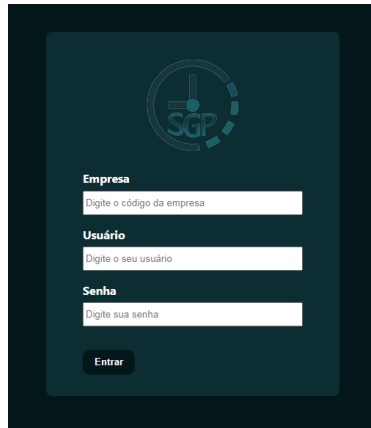 SGP
Empresa
Digite o código da empresa
Usuário
Digite o seu usuário
Senha
Digite sua senha
Entrar